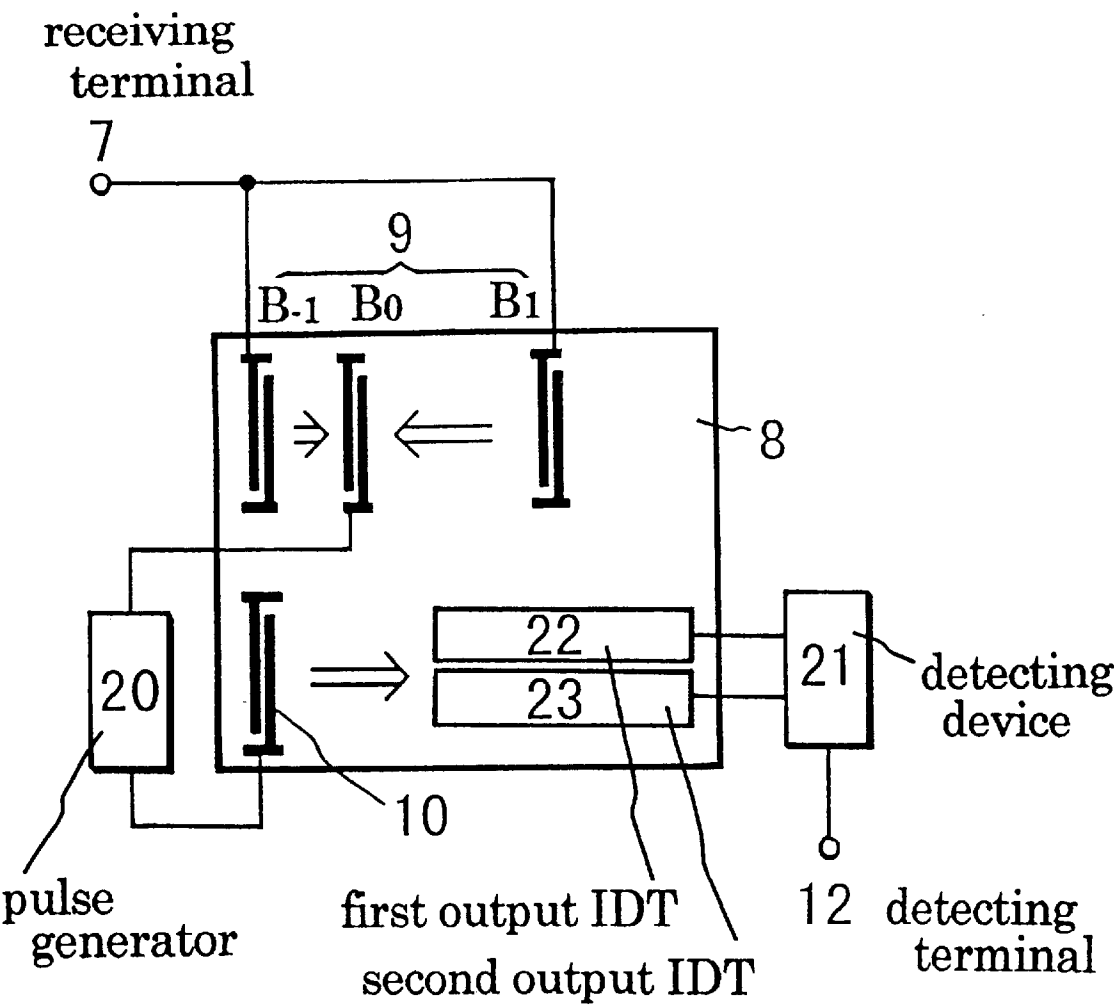 receiving
terminal
7
9
B-1 B0 B1
8
22
23
20
21
detecting
device
10
pulse
generator
first output IDT
second output IDT
12 detecting
terminal